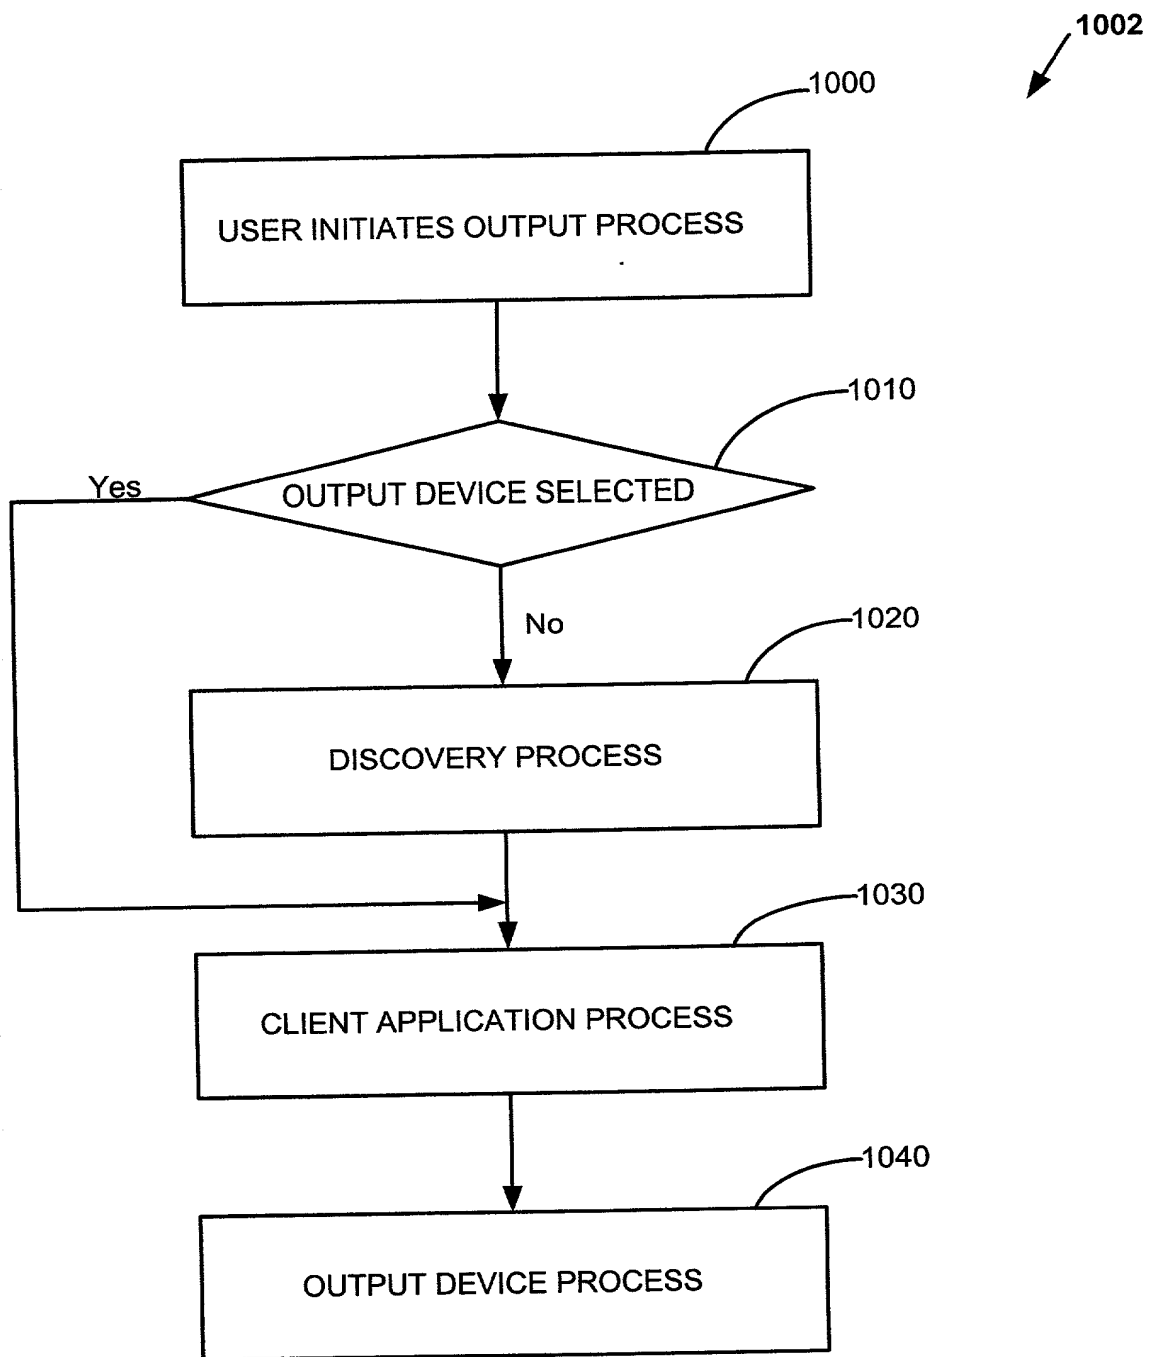 1002
1000
USER INITIATES OUTPUT PROCESS
1010
Yes
OUTPUT DEVICE SELECTED
No
1020
DISCOVERY PROCESS
1030
CLIENT APPLICATION PROCESS
1040
OUTPUT DEVICE PROCESS